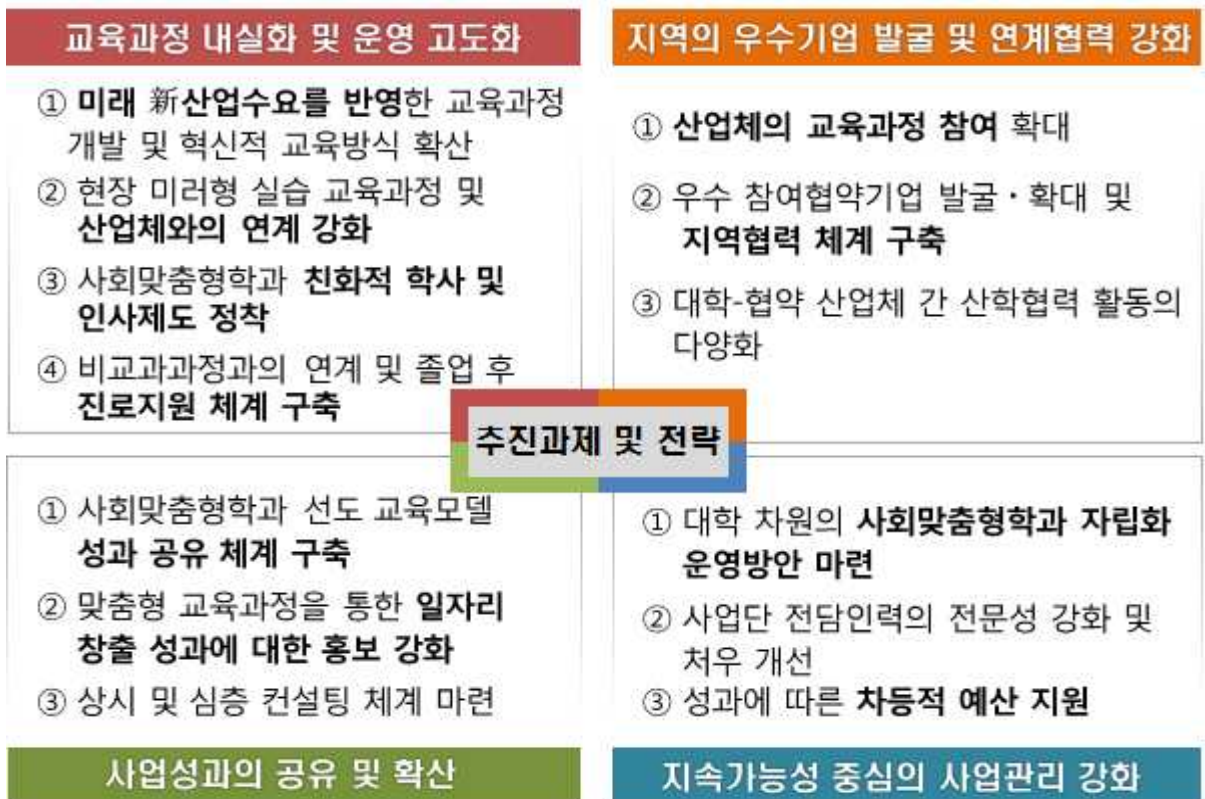 교육과정 내실화 및 운영 고도화
① 미래 新산업수요를 반영한 교육과정
개발 및 혁신적 교육방식 확산
② 현장 미러형 실습 교육과정 및
산업체와의 연계 강화
③ 사회맞춤형학과 친화적 학사 및
인사제도 정착
④ 비교과과정과의 연계 및 졸업 후
진로지원 체계 구축
지역의 우수기업 발굴 및 연계협력 강화
① 산업체의 교육과정 참여 확대
② 우수 참여협약기업 발굴・확대 및
지역협력 체계 구축
③ 대학-협약 산업체 간 산학협력 활동의
다양화
추진과제 및 전략
① 사회맞춤형학과 선도 교육모델
성과 공유 체계 구축
② 맞춤형 교육과정을 통한 일자리
창출 성과에 대한 홍보 강화
③ 상시 및 심층 컨설팅 체계 마련
사업성과의 공유 및 확산
① 대학 차원의 사회맞춤형학과 자립화
운영방안 마련
② 사업단 전담인력의 전문성 강화 및
처우 개선
③ 성과에 따른 차등적 예산 지원
지속가능성 중심의 사업관리 강화